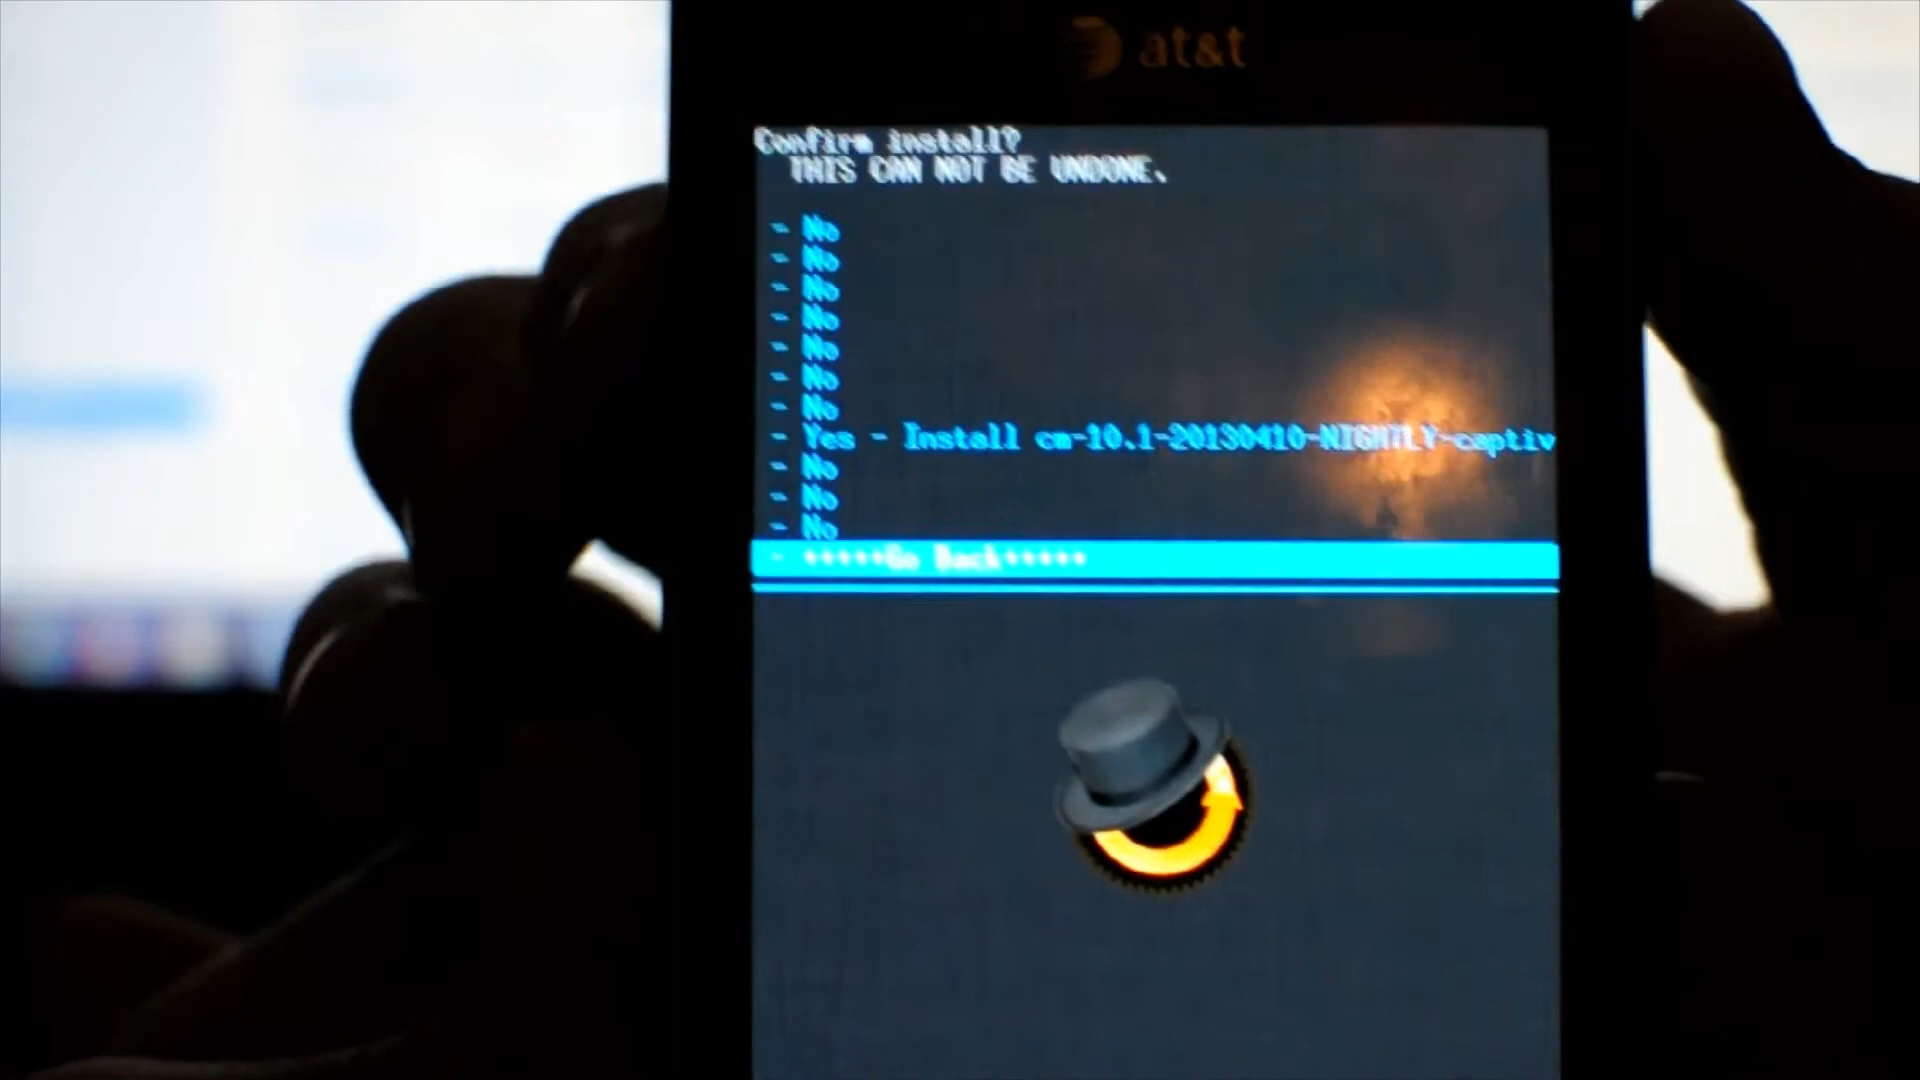 at&t
Confirm install?
THIS CAN NOT BE UNDONE.
- No
- No
- No
- No
- No
- No
- No
- Yes - Install cm-10.1-20130410-NIGHTLY-captiv
- No
- No
- No
- +++++Go Back+++++